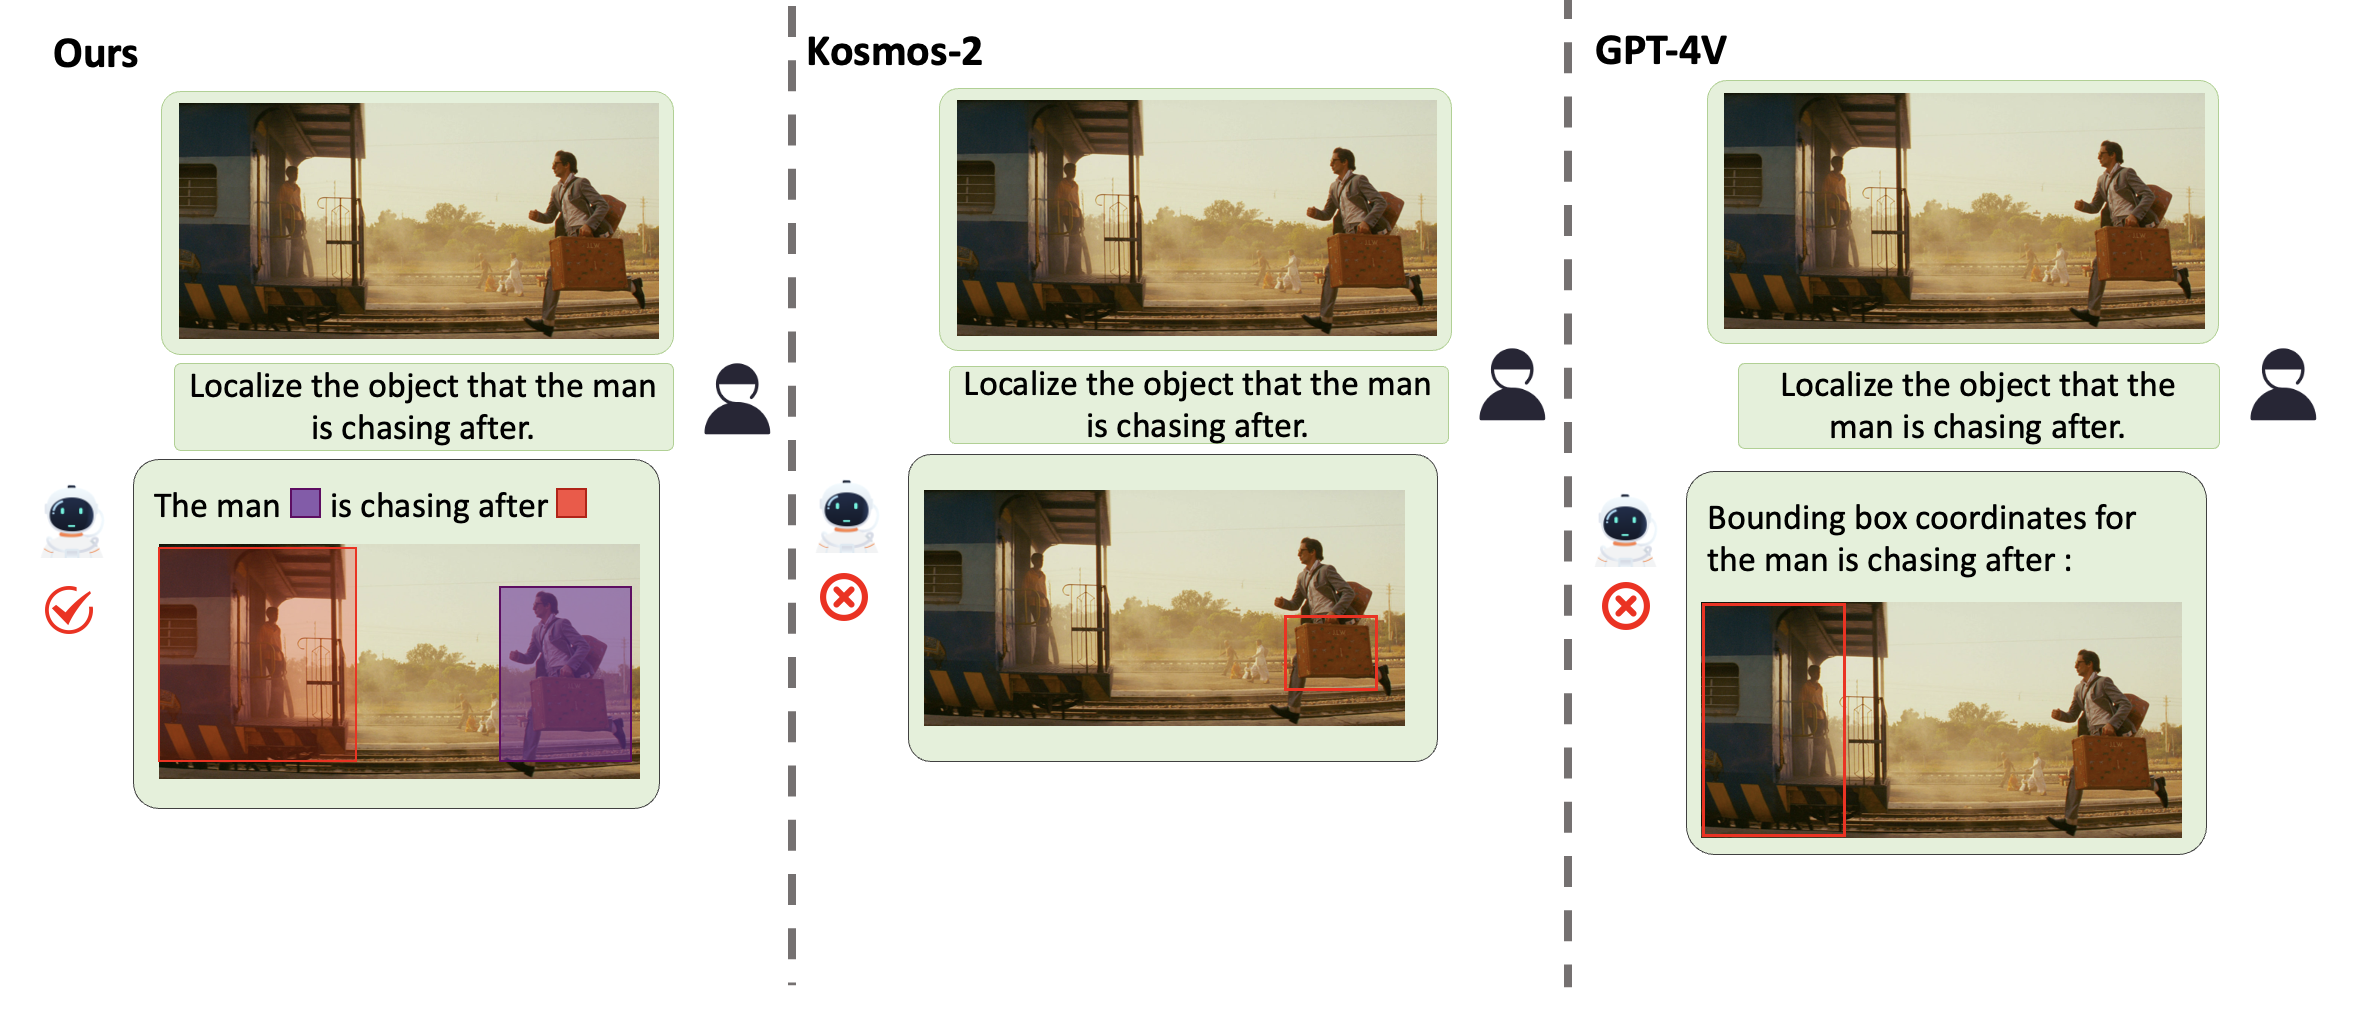 Ours
Localize the object that the man
is chasing after.
The man is chasing after
Kosmos-2
Localize the object that the man
is chasing after.
GPT-4V
Localize the object that the
man is chasing after.
Bounding box coordinates for
the man is chasing after :